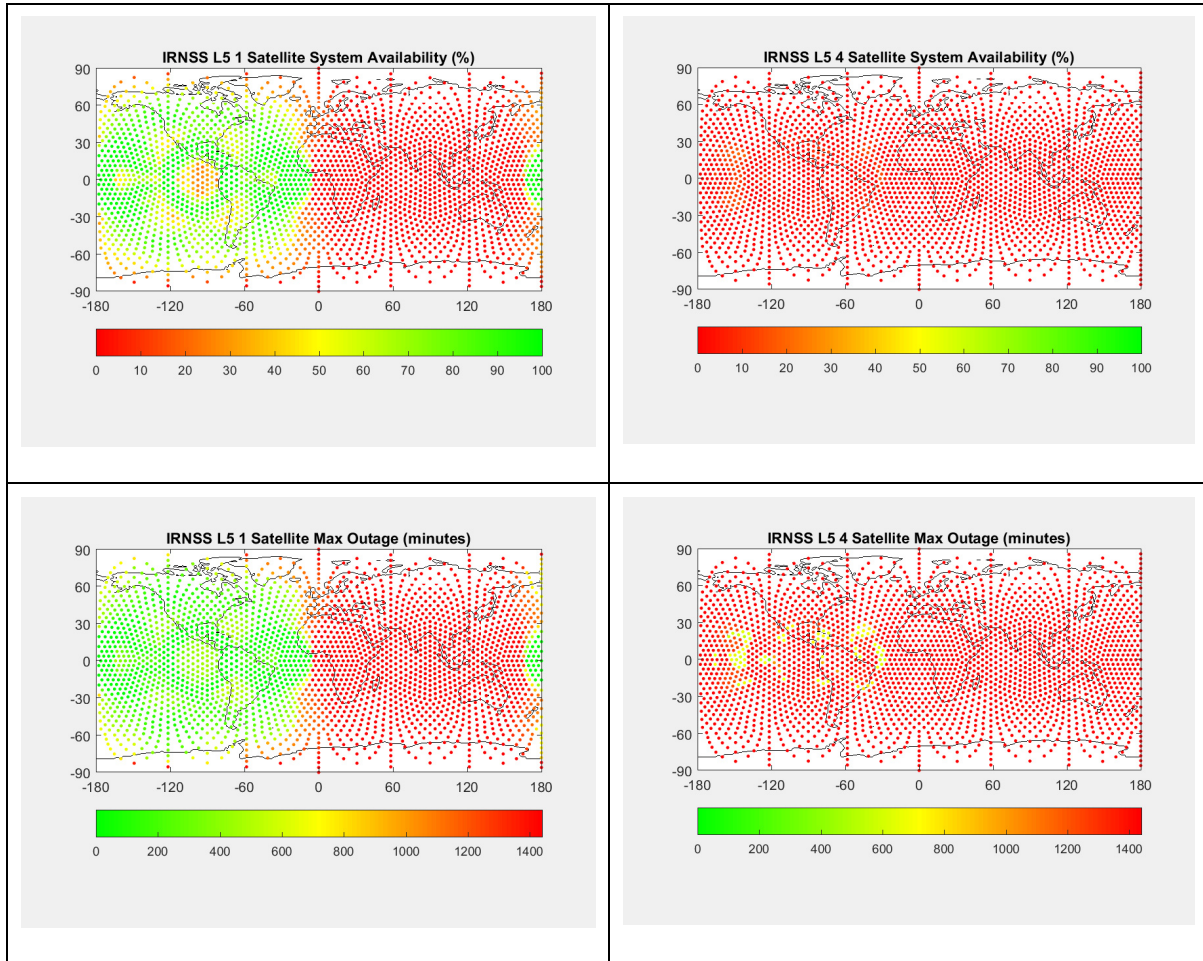 IRNSS L5 1 Satellite System Availability (%)
90
60
30
0
-30
-60
-90
-180 -120 -60 0 60 120 180
0 10 20 30 40 50 60 70 80 90 100
IRNSS L5 4 Satellite System Availability (%)
90
60
30
0
-30
-60
-90
-180 -120 -60 0 60 120 180
0 10 20 30 40 50 60 70 80 90 100
IRNSS L5 1 Satellite Max Outage (minutes)
90
60
30
0
-30
-60
-90
-180 -120 -60 0 60 120 180
0 200 400 600 800 1000 1200 1400
IRNSS L5 4 Satellite Max Outage (minutes)
90
60
30
0
-30
-60
-90
-180 -120 -60 0 60 120 180
0 200 400 600 800 1000 1200 1400